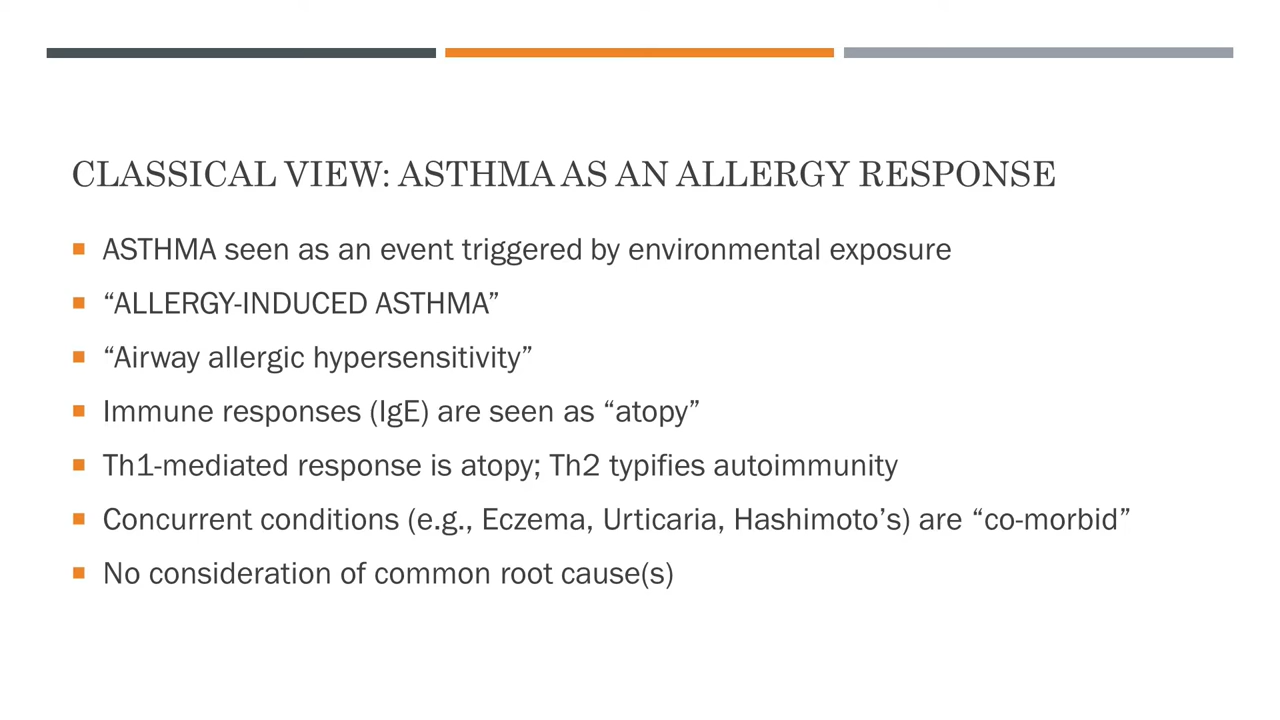 CLASSICAL VIEW: ASTHMA AS AN ALLERGY RESPONSE
ASTHMA seen as an event triggered by environmental exposure
“ALLERGY-INDUCED ASTHMA”
“Airway allergic hypersensitivity”
Immune responses (IgE) are seen as “atopy”
Th1-mediated response is atopy; Th2 typifies autoimmunity
Concurrent conditions (e.g., Eczema, Urticaria, Hashimoto’s) are “co-morbid”
No consideration of common root cause(s)